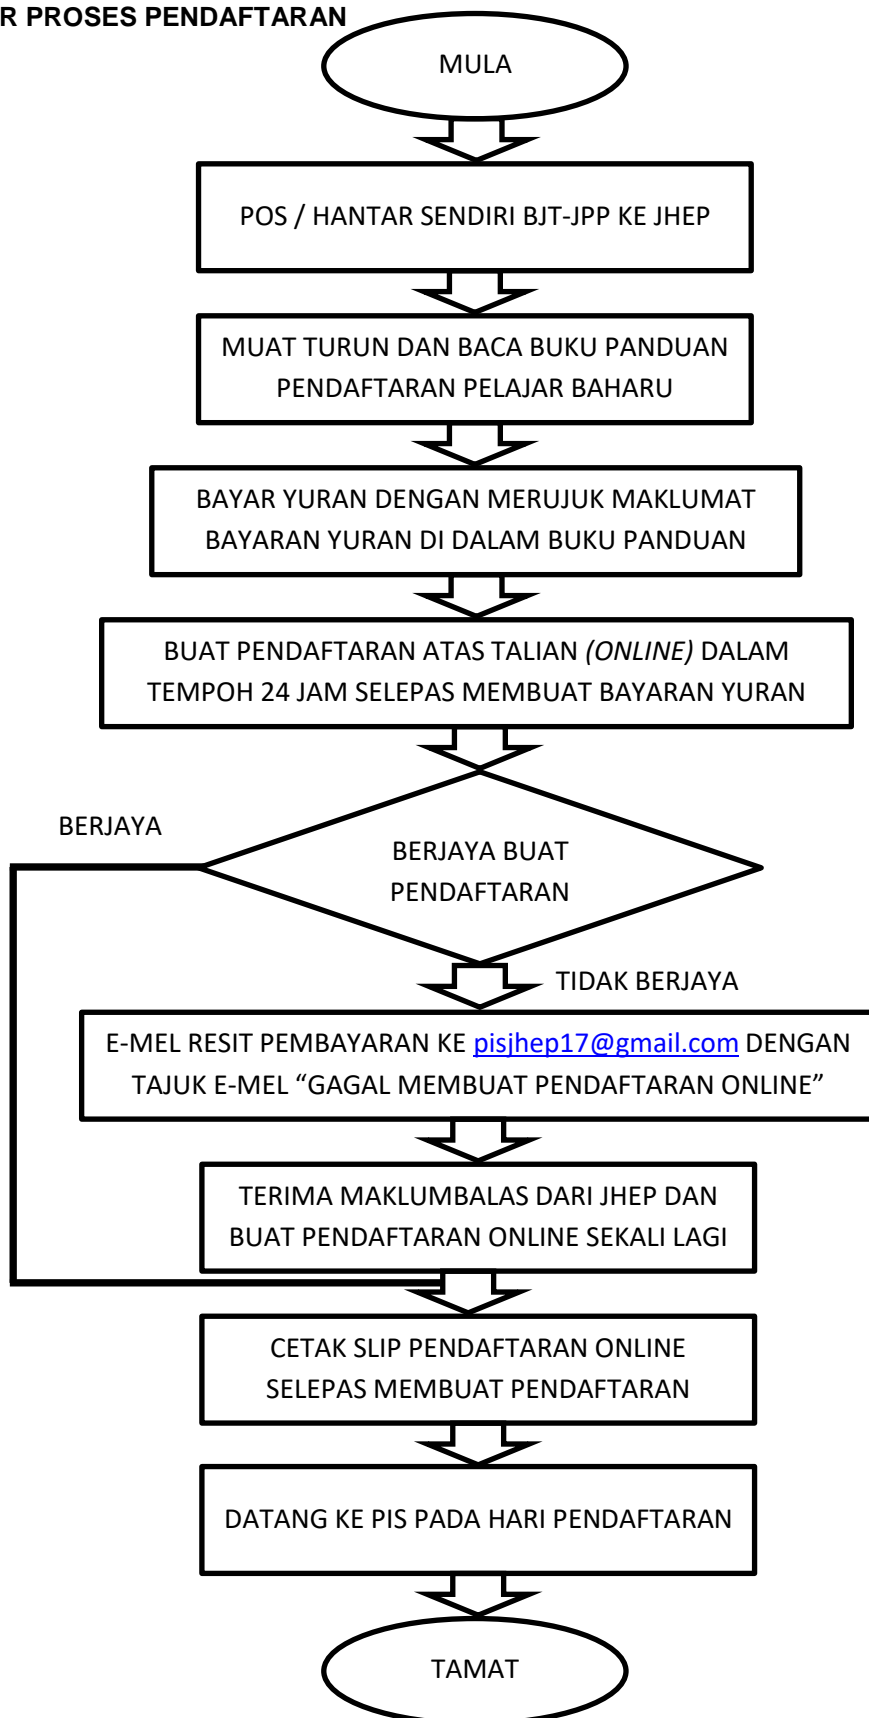 R PROSES PENDAFTARAN
MULA
POS / HANTAR SENDIRI BJT-JPP KE JHEP
MUAT TURUN DAN BACA BUKU PANDUAN
PENDAFTARAN PELAJAR BAHARU
BAYAR YURAN DENGAN MERUJUK MAKLUMAT
BAYARAN YURAN DI DALAM BUKU PANDUAN
BUAT PENDAFTARAN ATAS TALIAN (ONLINE) DALAM
TEMPOH 24 JAM SELEPAS MEMBUAT BAYARAN YURAN
BERJAYA
BERJAYA BUAT
PENDAFTARAN
TIDAK BERJAYA
E-MEL RESIT PEMBAYARAN KE pisjhep17@gmail.com DENGAN
TAJUK E-MEL “GAGAL MEMBUAT PENDAFTARAN ONLINE”
TERIMA MAKLUMBALAS DARI JHEP DAN
BUAT PENDAFTARAN ONLINE SEKALI LAGI
CETAK SLIP PENDAFTARAN ONLINE
SELEPAS MEMBUAT PENDAFTARAN
DATANG KE PIS PADA HARI PENDAFTARAN
TAMAT